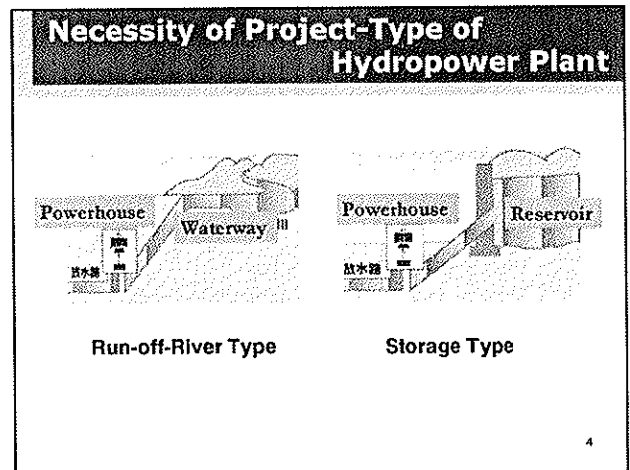 Necessity of Project-Type of
Hydropower Plant
Powerhouse
Waterway
放水路
Run-off-River Type
Powerhouse
Reservoir
放水路
Storage Type
4